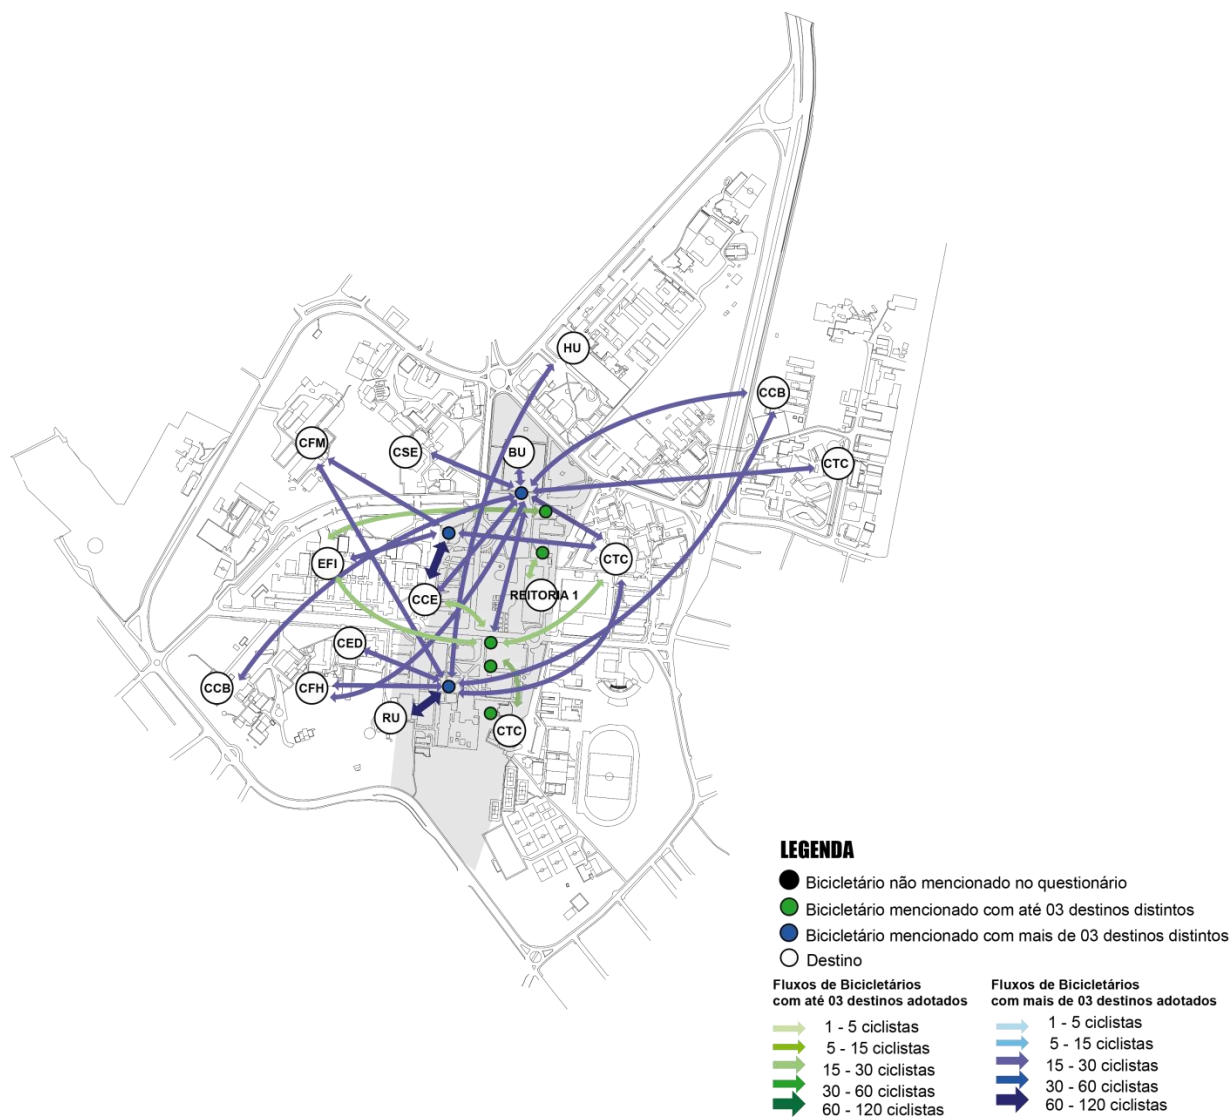 HU
CCB
CFM
CSE
BU
CTC
EFI
CTC
CCE
REITORIA 1
CED
CCB
CFH
RU
CTC
LEGENDA
Bicicletário não mencionado no questionário
Bicicletário mencionado com até 03 destinos distintos
Bicicletário mencionado com mais de 03 destinos distintos
Destino
Fluxos de Bicicletários
com até 03 destinos adotados
1 - 5 ciclistas
5 - 15 ciclistas
15 - 30 ciclistas
30 - 60 ciclistas
60 - 120 ciclistas
Fluxos de Bicicletários
com mais de 03 destinos adotados
1 - 5 ciclistas
5 - 15 ciclistas
15 - 30 ciclistas
30 - 60 ciclistas
60 - 120 ciclistas